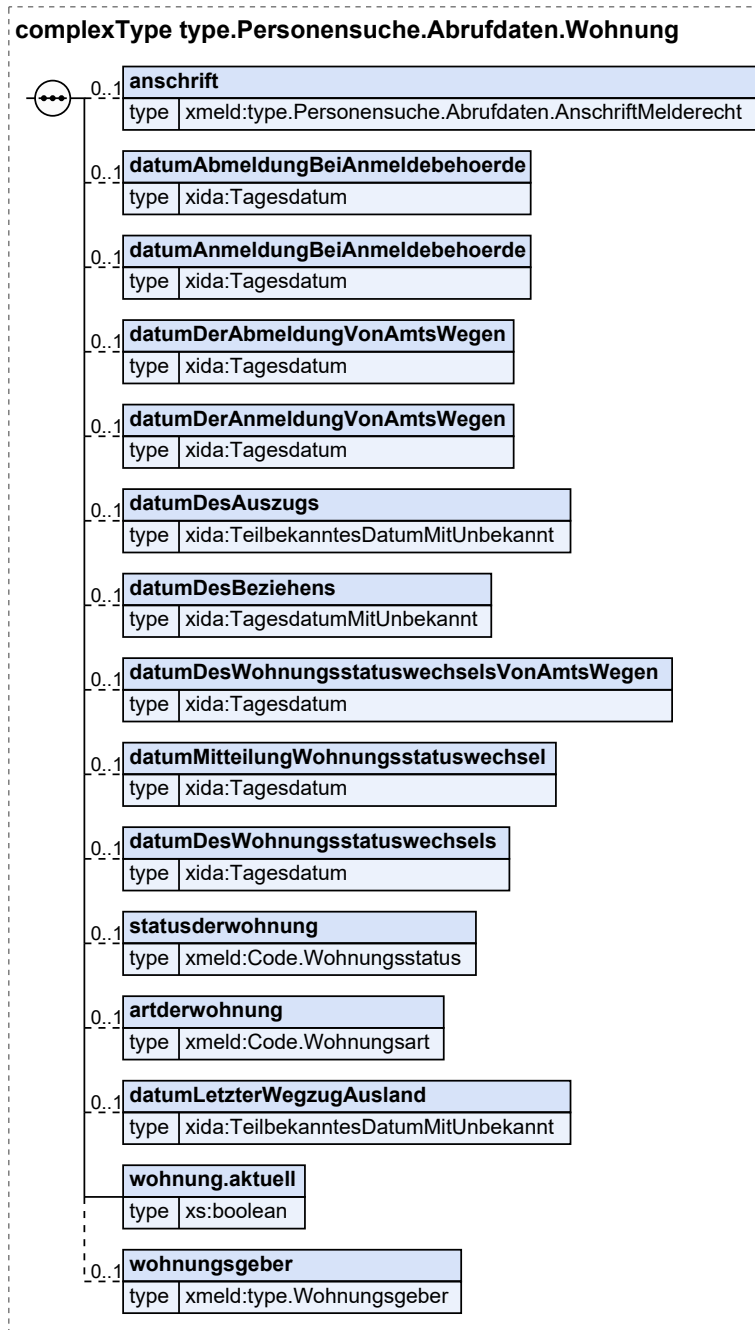 complexType type.Personensuche.Abrufdaten.Wohnung
0..1 anschrift
type xmeld:type.Personensuche.Abrufdaten.AnschriftMelderecht
0..1 datumAbmeldungBeiAnmeldebehoerde
type xida:Tagesdatum
0..1 datumAnmeldungBeiAnmeldebehoerde
type xida:Tagesdatum
0..1 datumDerAbmeldungVonAmtsWegen
type xida:Tagesdatum
0..1 datumDerAnmeldungVonAmtsWegen
type xida:Tagesdatum
0..1 datumDesAuszugs
type xida:TeilbekanntesDatumMitUnbekannt
0..1 datumDesBeziehens
type xida:TagesdatumMitUnbekannt
0..1 datumDesWohnungsstatuswechselsVonAmtsWegen
type xida:Tagesdatum
0..1 datumMitteilungWohnungsstatuswechsel
type xida:Tagesdatum
0..1 datumDesWohnungsstatuswechsels
type xida:Tagesdatum
0..1 statusderwohnung
type xmeld:Code.Wohnungsstatus
0..1 artderwohnung
type xmeld:Code.Wohnungsart
0..1 datumLetzterWegzugAusland
type xida:TeilbekanntesDatumMitUnbekannt
wohnung.aktuell
type xs:boolean
0..1 wohnungsgeber
type xmeld:type.Wohnungsgeber